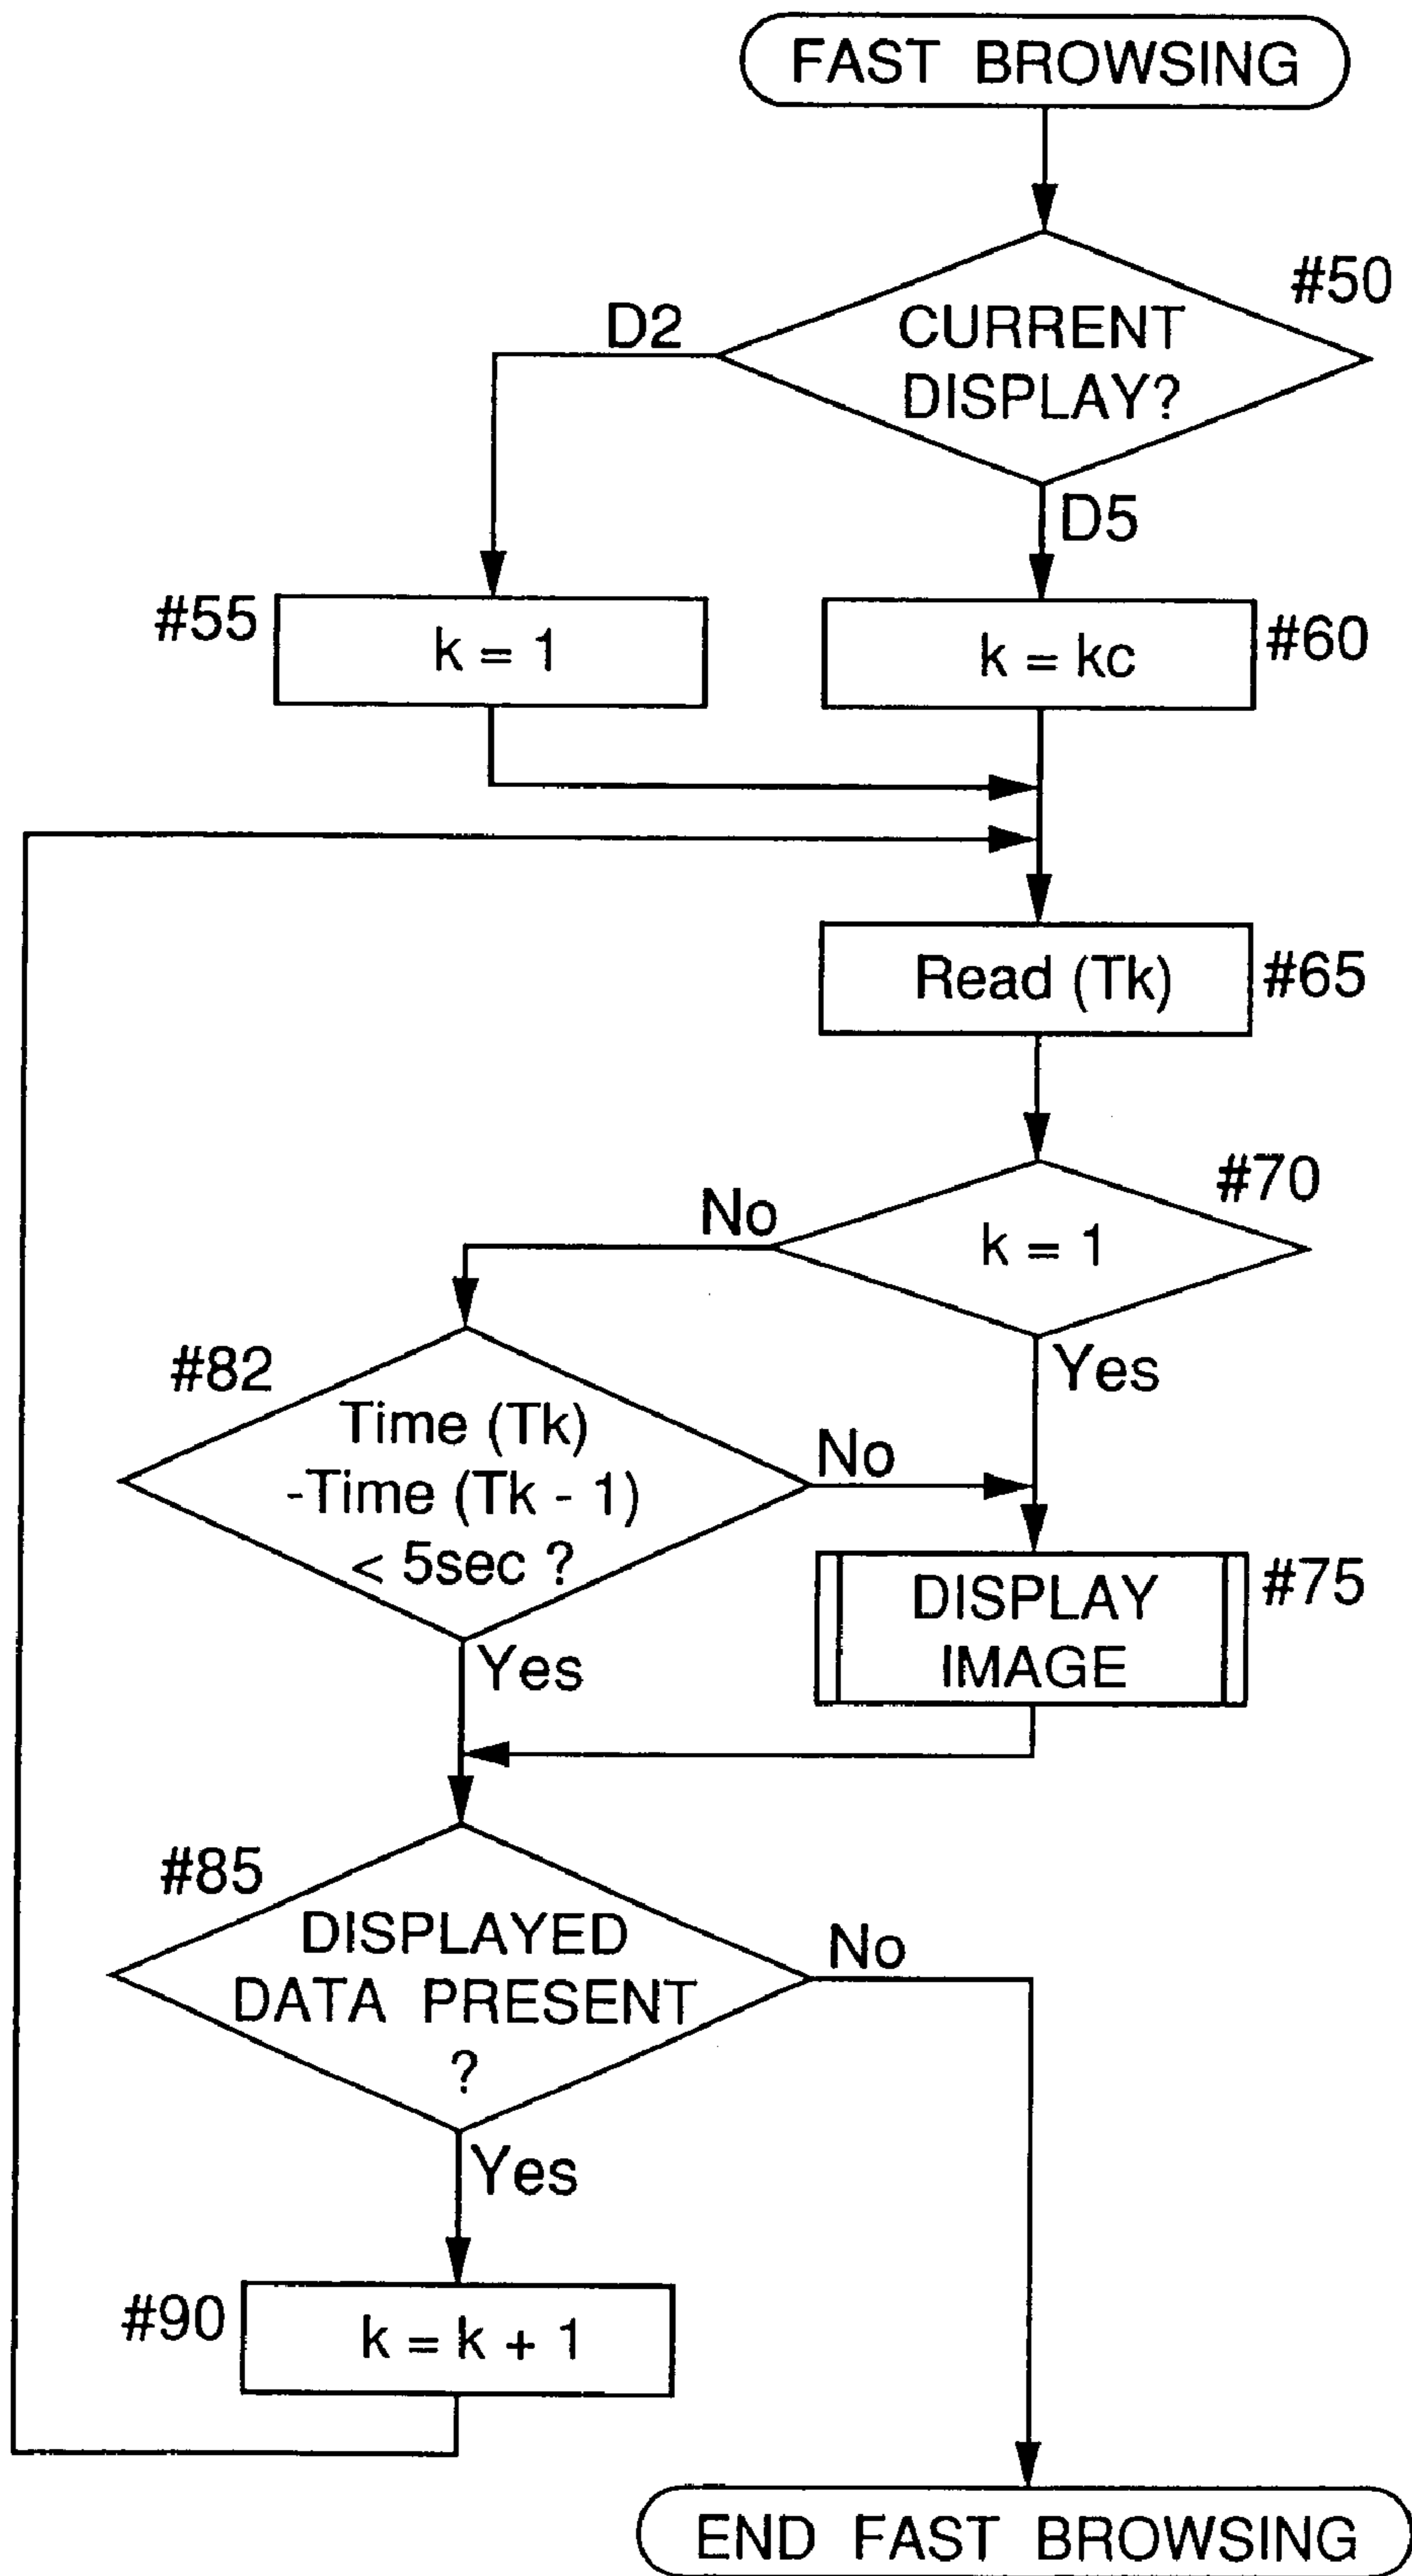 FAST BROWSING
#50
CURRENT
DISPLAY?
D2
D5
#55
k = 1
k = kc
#60
Read (Tk)
#65
#70
k = 1
No
Yes
#82
Time (Tk)
-Time (Tk - 1)
< 5sec ?
No
Yes
DISPLAY
IMAGE
#75
#85
DISPLAYED
DATA PRESENT
?
No
Yes
#90
k = k + 1
END FAST BROWSING